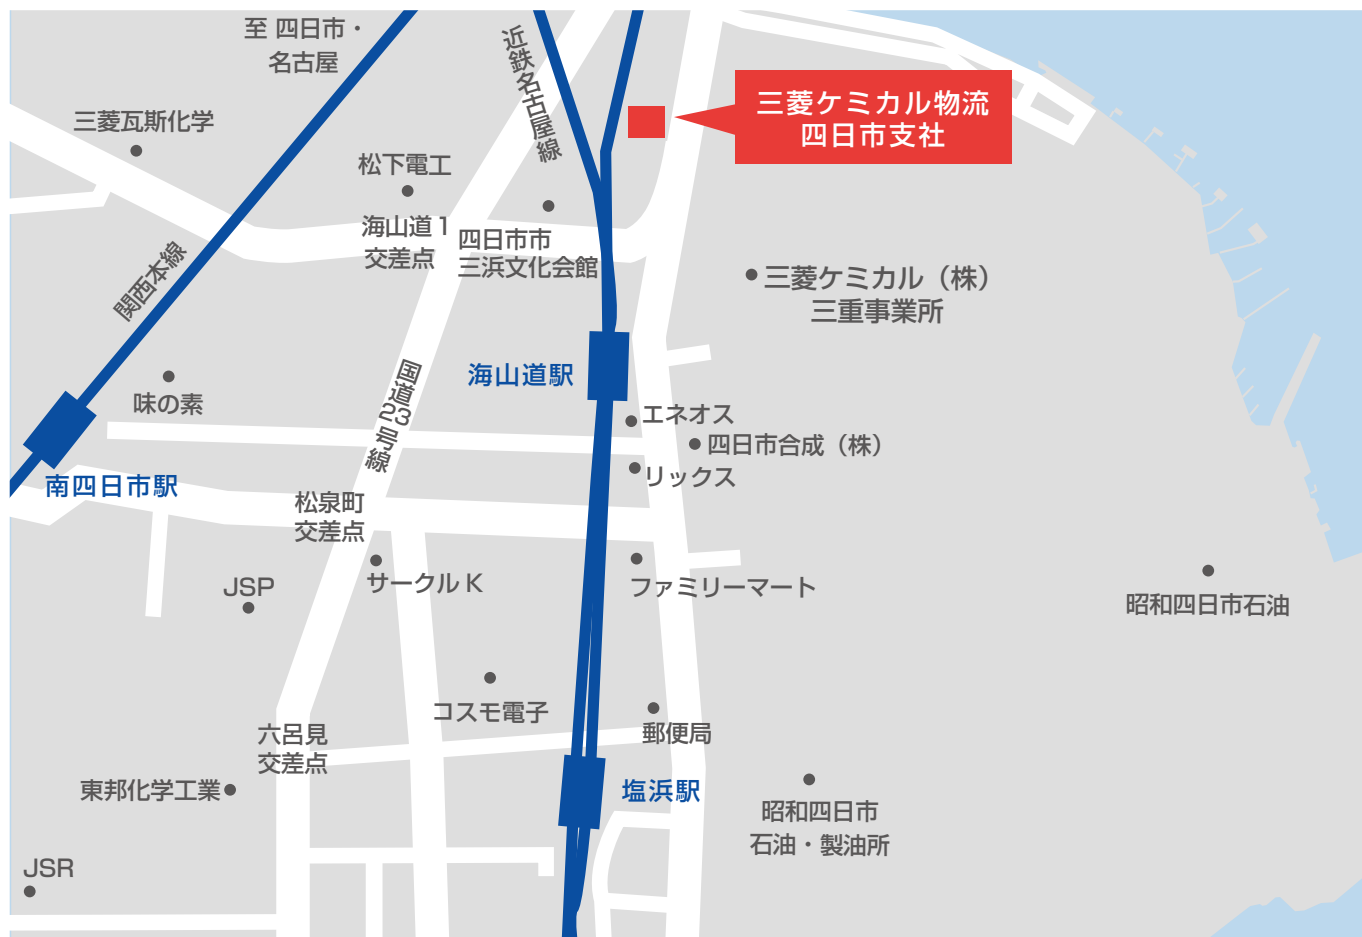 至 四日市・
名古屋
近鉄名古屋線
三菱ケミカル物流
四日市支社
三菱瓦斯化学
松下電工
海山道1
交差点
四日市市
三浜文化会館
関西本線
三菱ケミカル（株）
三重事業所
海山道駅
国道23号線
味の素
エネオス
四日市合成（株）
リックス
南四日市駅
松泉町
交差点
サークルK
ファミリーマート
JSP
昭和四日市石油
コスモ電子
郵便局
六呂見
交差点
東邦化学工業
塩浜駅
昭和四日市
石油・製油所
JSR